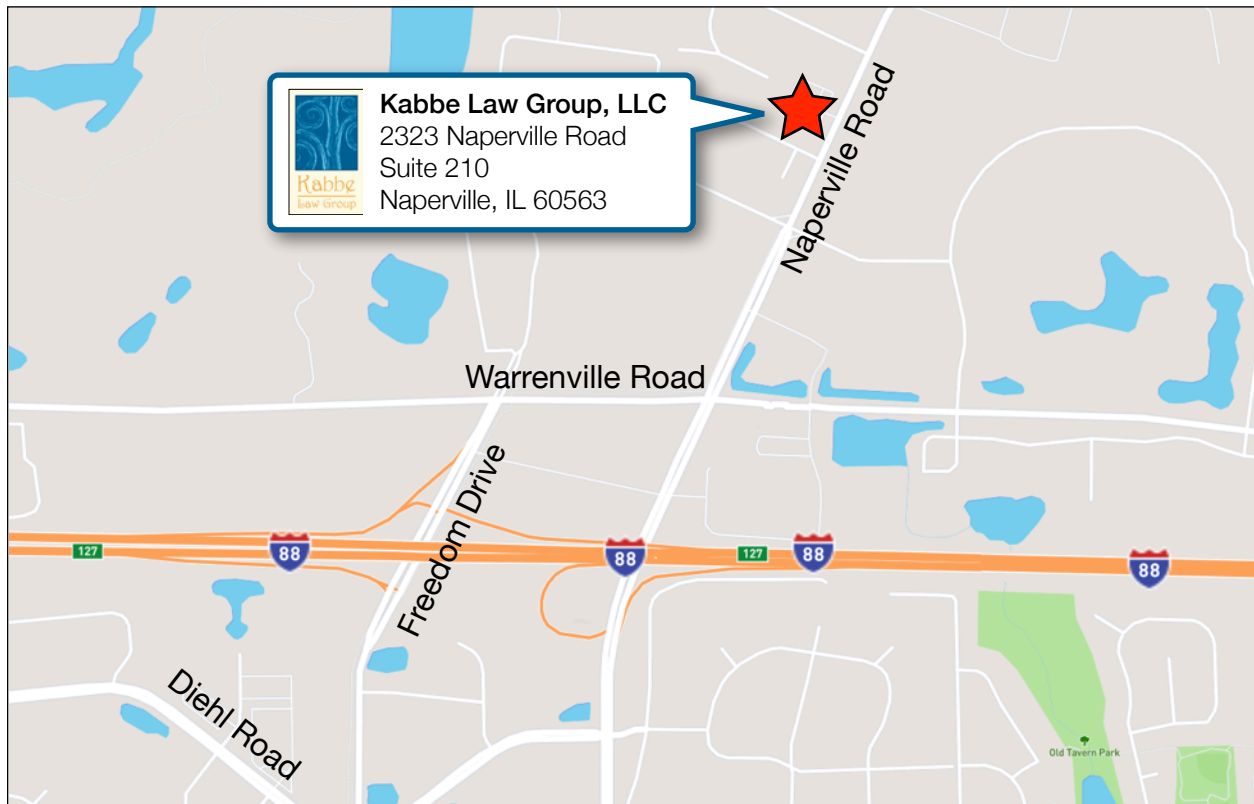 Kabbe Law Group, LLC
2323 Naperville Road
Suite 210
Naperville, IL 60563
Kabbe
Law Group
Naperville Road
Warrenville Road
Freedom Drive
127
88
88
127
88
88
Diehl Road
Old Tavern Park